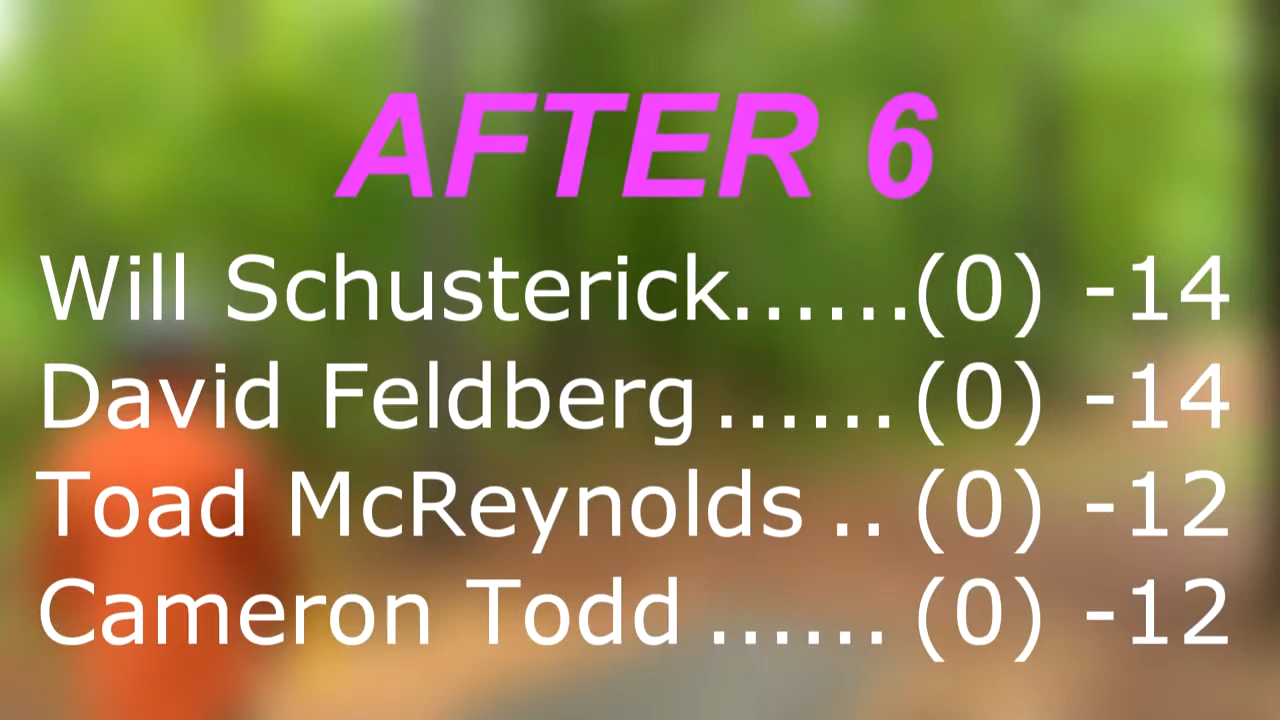 AFTER 6
Will Schusterick......(0) -14
David Feldberg ...... (0) -14
Toad McReynolds .. (0) -12
Cameron Todd ...... (0) -12